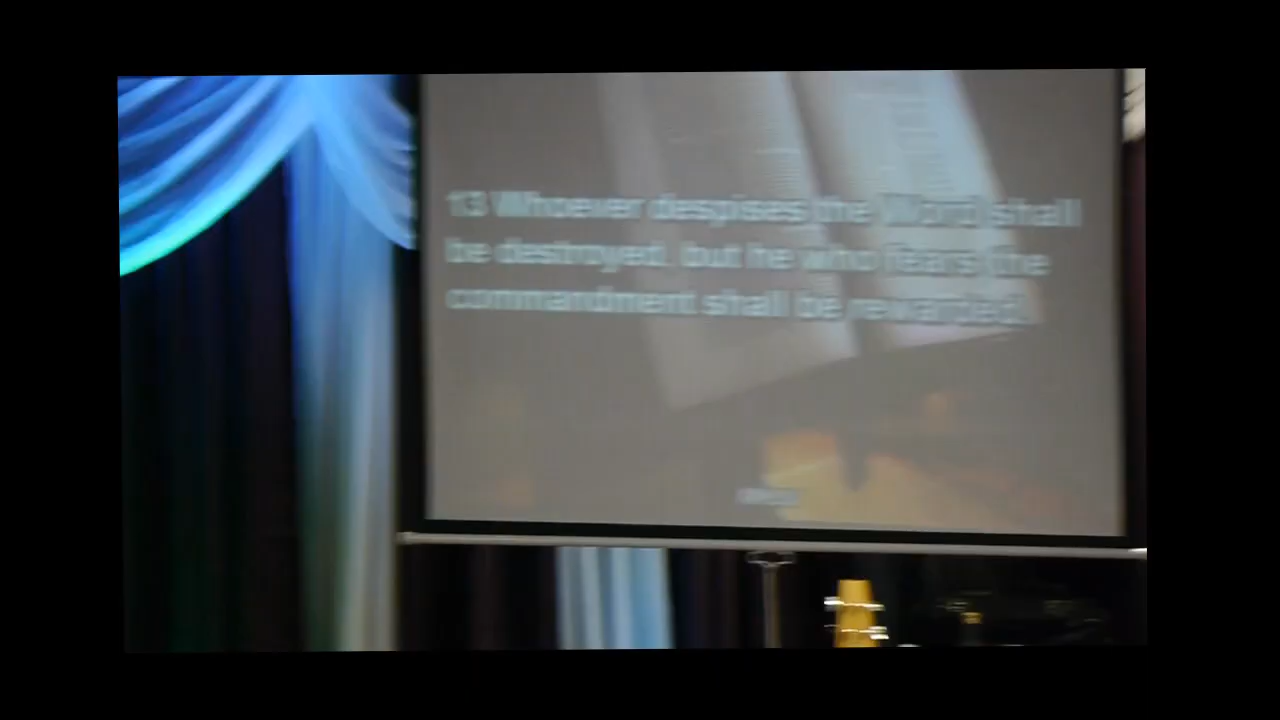 13 Whoever despises the Word shall
be destroyed, but he who fears the
commandment shall be rewarded.